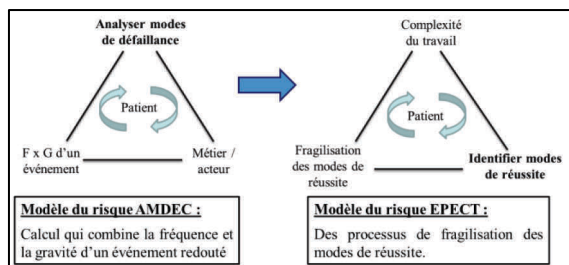 Analyser modes
de défaillance
Patient
F x G d'un
événement
Métier /
acteur
Modèle du risque AMDEC :
Calcul qui combine la fréquence et
la gravité d'un événement redouté
Complexité
du travail
Patient
Fragilisation
des modes de
réussite
Identifier modes
de réussite
Modèle du risque EPECT :
Des processus de fragilisation des
modes de réussite.